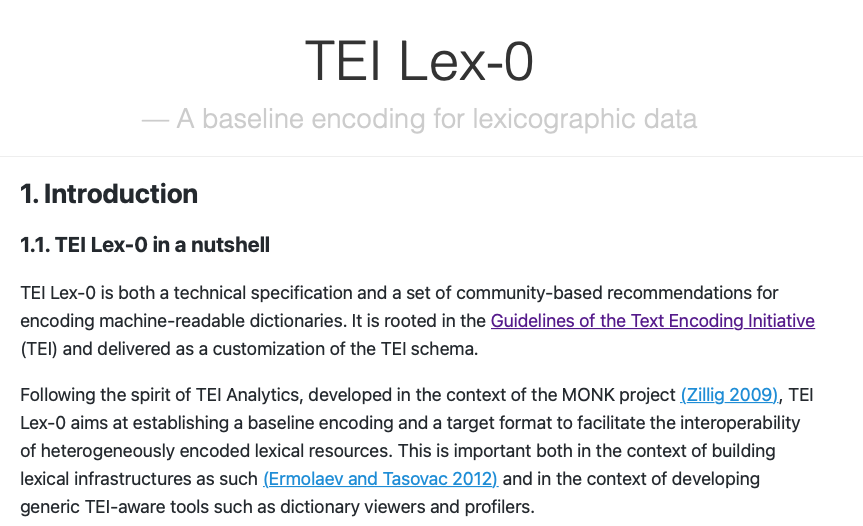 TEI Lex-0
— A baseline encoding for lexicographic data
1. Introduction
1.1. TEI Lex-0 in a nutshell
TEI Lex-0 is both a technical specification and a set of community-based recommendations for
encoding machine-readable dictionaries. It is rooted in the Guidelines of the Text Encoding Initiative
(TEI) and delivered as a customization of the TEI schema.
Following the spirit of TEI Analytics, developed in the context of the MONK project (Zillig 2009), TEI
Lex-0 aims at establishing a baseline encoding and a target format to facilitate the interoperability
of heterogeneously encoded lexical resources. This is important both in the context of building
lexical infrastructures as such (Ermolaev and Tasovac 2012) and in the context of developing
generic TEI-aware tools such as dictionary viewers and profilers.